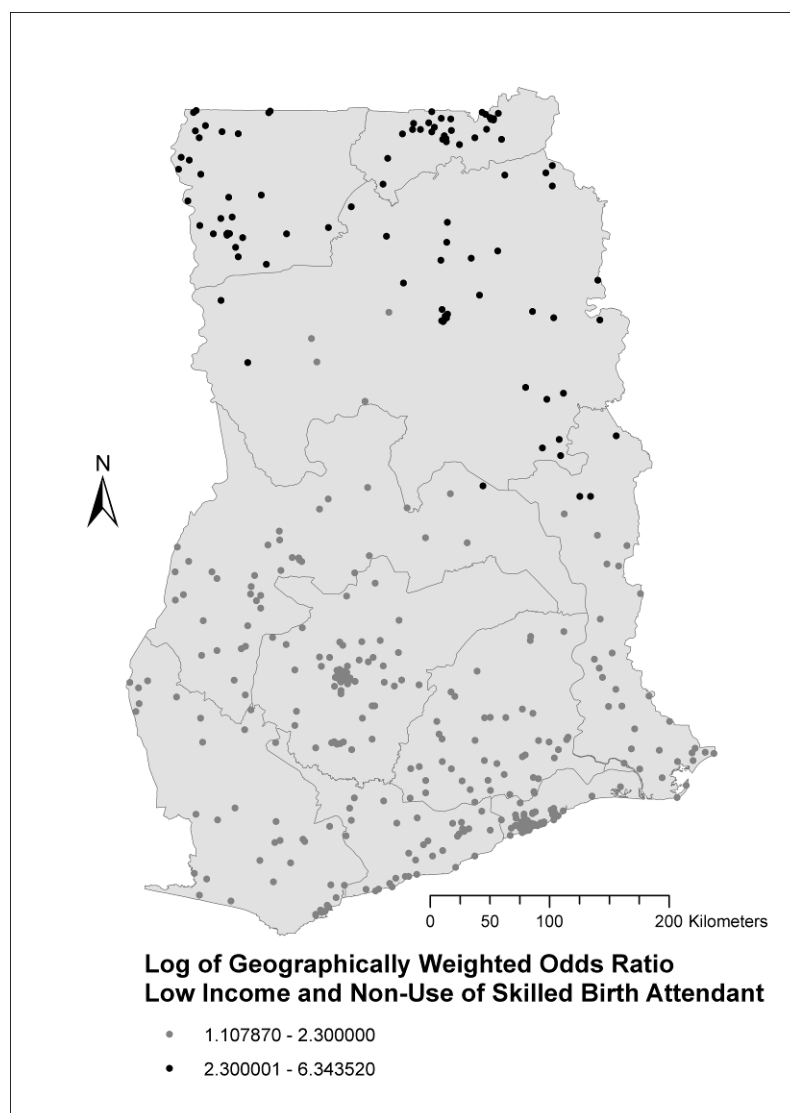 N
0 50 100 200 Kilometers
Log of Geographically Weighted Odds Ratio
Low Income and Non-Use of Skilled Birth Attendant
1.107870 - 2.300000
2.300001 - 6.343520